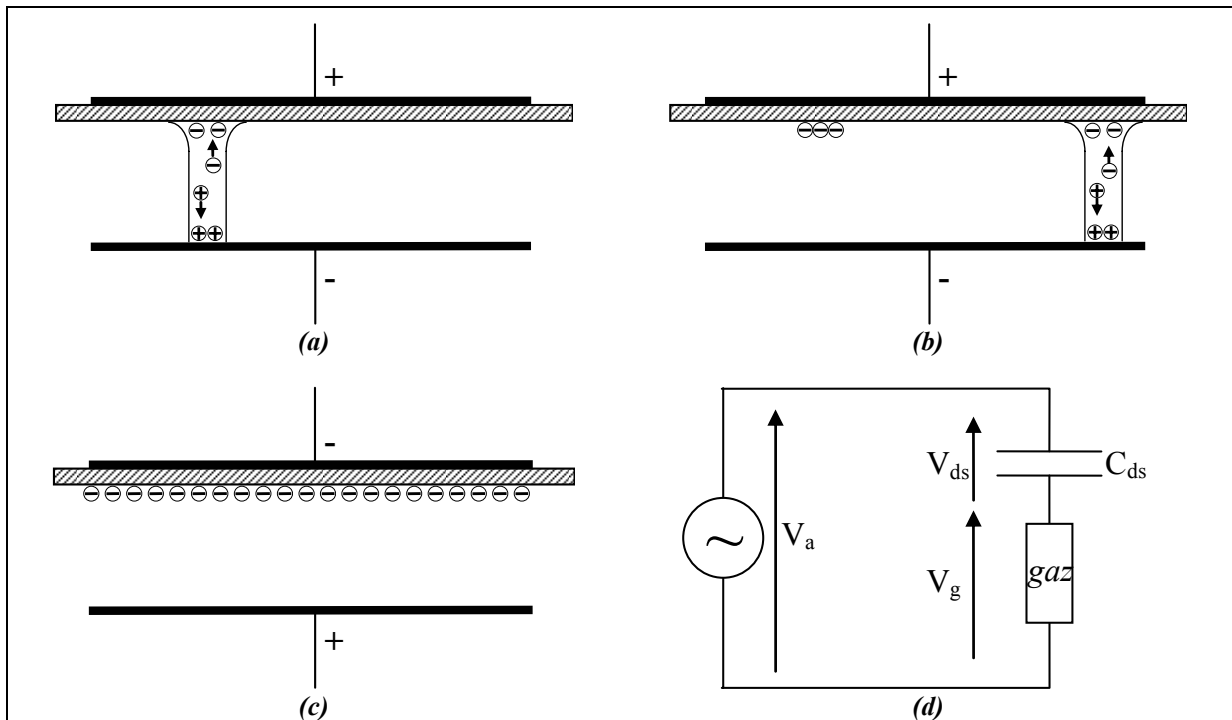 +
+
-
-
(a)
(b)
-
V_ds
C_ds
~
V_a
V_g
gaz
+
(c)
(d)